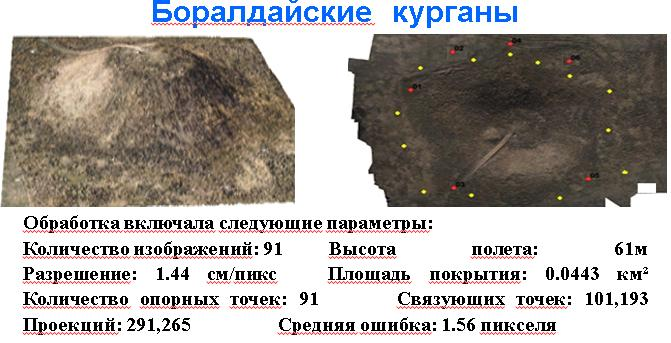 Боралдайские курганы
04
02
06
01
03
05
Обработка включала следующие параметры:
Количество изображений: 91 Высота полета: 61м
Разрешение: 1.44 см/пикс Площадь покрытия: 0.0443 км²
Количество опорных точек: 91 Связующих точек: 101,193
Проекций: 291,265 Средняя ошибка: 1.56 пикселя